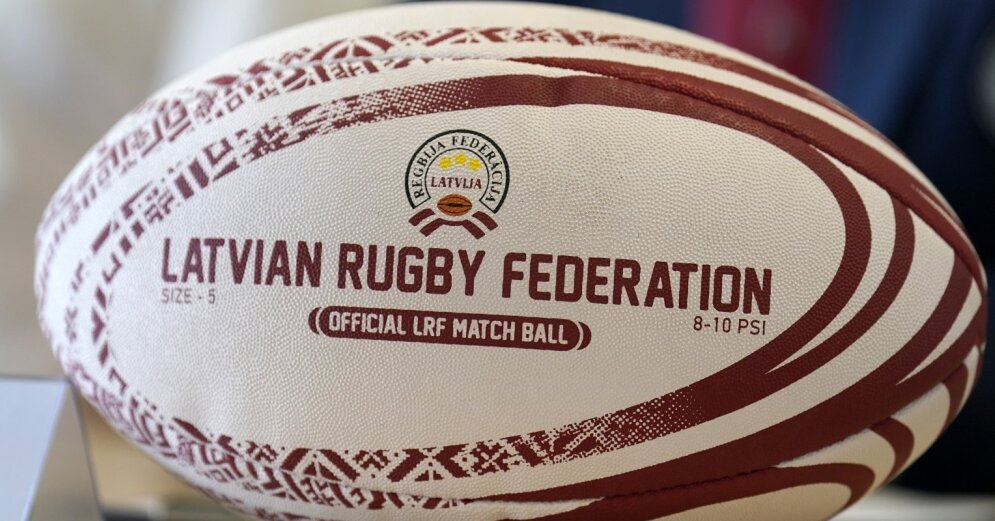 REGBIJA FEDERĀCIJA
LATVIJA
LATVIAN RUGBY FEDERATION
SIZE - 5
8-10 PSI
OFFICIAL LRF MATCH BALL